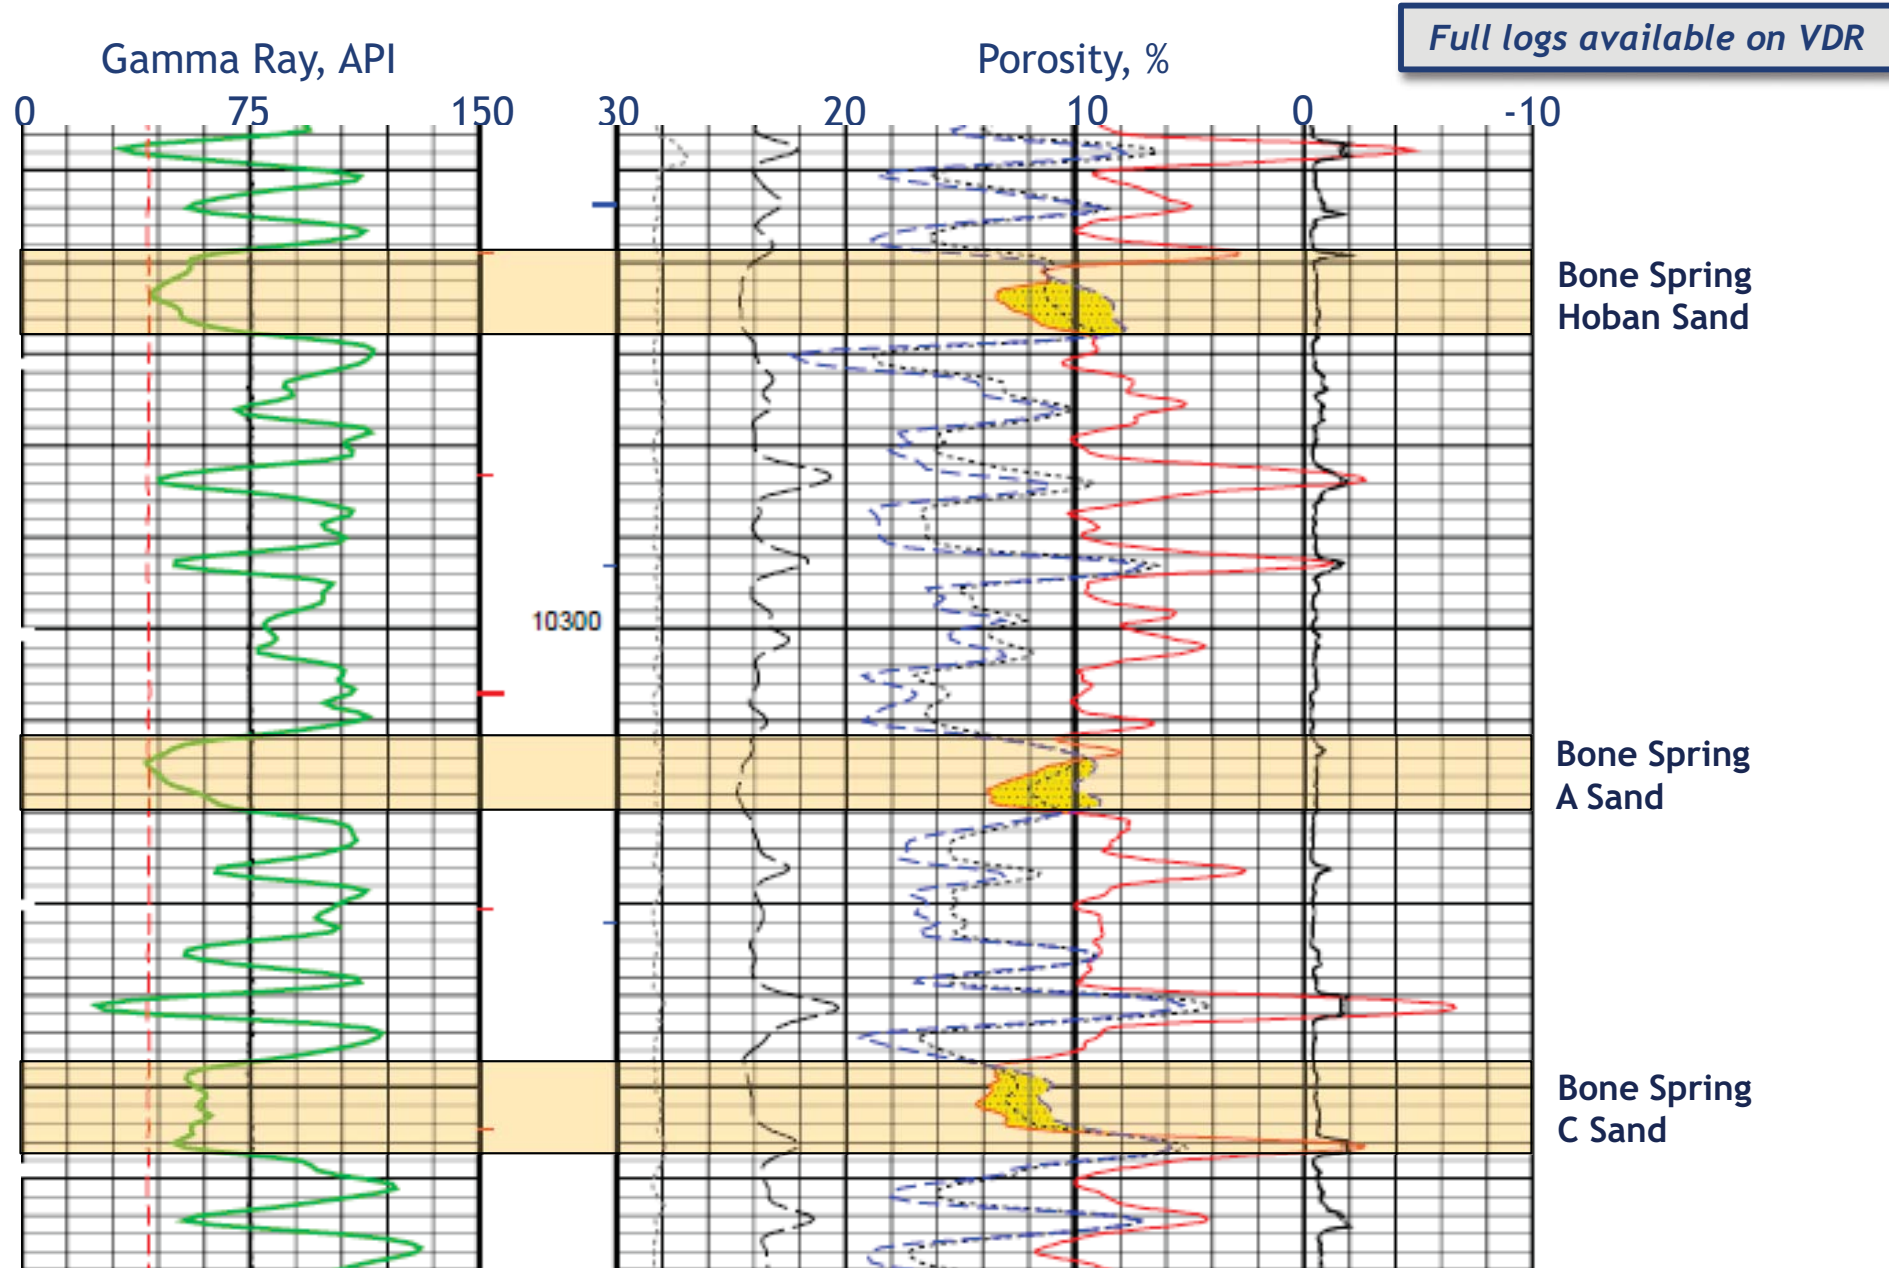 Full logs available on VDR
Gamma Ray, API
Porosity, %
0 75 150 30 20 10 0 -10
Bone Spring
Hoban Sand
10300
Bone Spring
A Sand
Bone Spring
C Sand